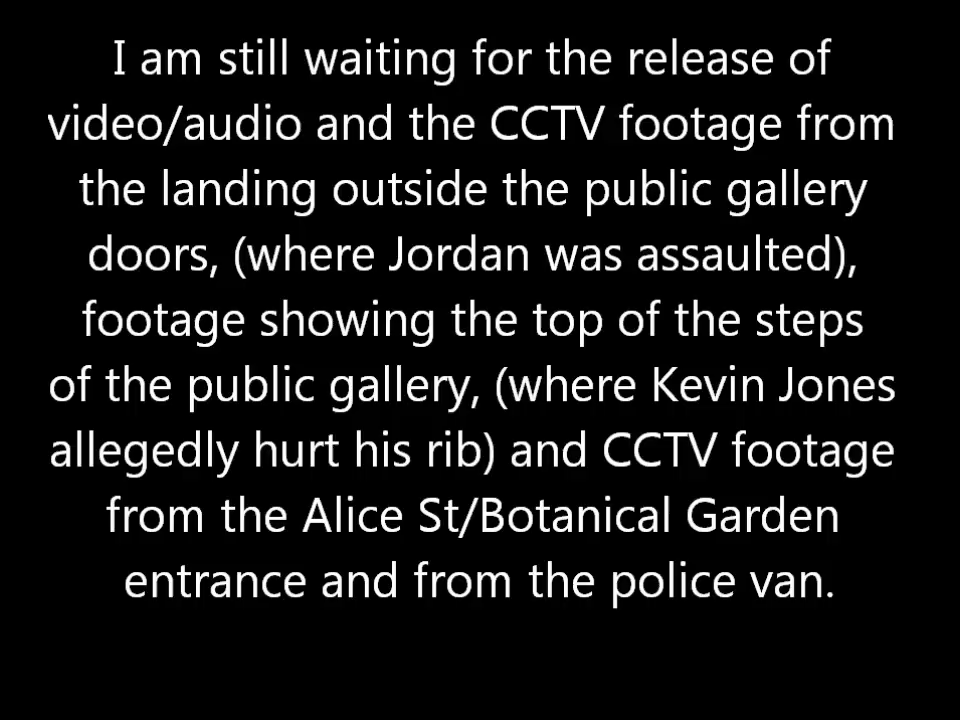 I am still waiting for the release of
video/audio and the CCTV footage from
the landing outside the public gallery
doors, (where Jordan was assaulted),
footage showing the top of the steps
of the public gallery, (where Kevin Jones
allegedly hurt his rib) and CCTV footage
from the Alice St/Botanical Garden
entrance and from the police van.